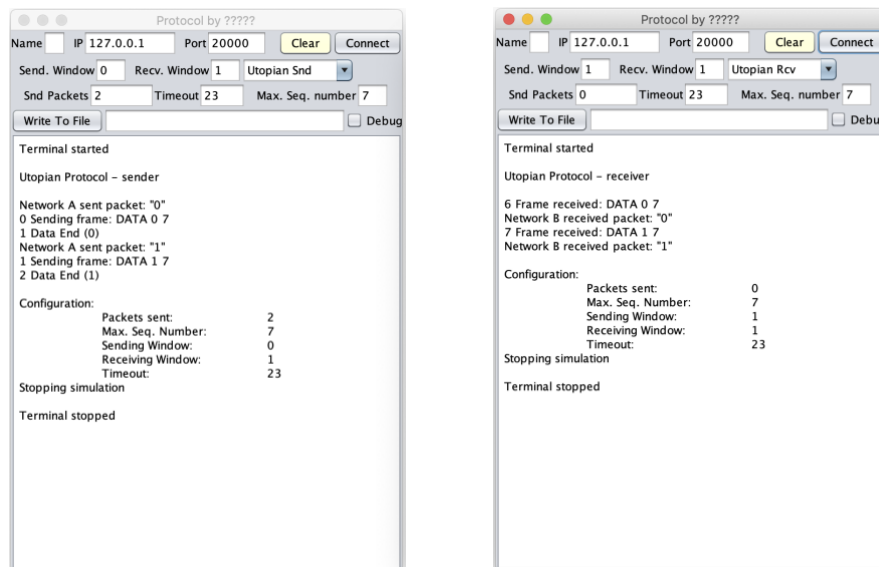 Protocol by ?????
Name IP 127.0.0.1 Port 20000 Clear Connect
Send. Window 0 Recv. Window 1 Utopian Snd
Snd Packets 2 Timeout 23 Max. Seq. number 7
Write To File Debug
Terminal started
Utopian Protocol – sender
Network A sent packet: "0"
0 Sending frame: DATA 0 7
1 Data End (0)
Network A sent packet: "1"
1 Sending frame: DATA 1 7
2 Data End (1)
Configuration:
Packets sent: 2
Max. Seq. Number: 7
Sending Window: 0
Receiving Window: 1
Timeout: 23
Stopping simulation
Terminal stopped
Protocol by ?????
Name IP 127.0.0.1 Port 20000 Clear Connect
Send. Window 1 Recv. Window 1 Utopian Rcv
Snd Packets 0 Timeout 23 Max. Seq. number 7
Write To File Debu
Terminal started
Utopian Protocol – receiver
6 Frame received: DATA 0 7
Network B received packet: "0"
7 Frame received: DATA 1 7
Network B received packet: "1"
Configuration:
Packets sent: 0
Max. Seq. Number: 7
Sending Window: 1
Receiving Window: 1
Timeout: 23
Stopping simulation
Terminal stopped